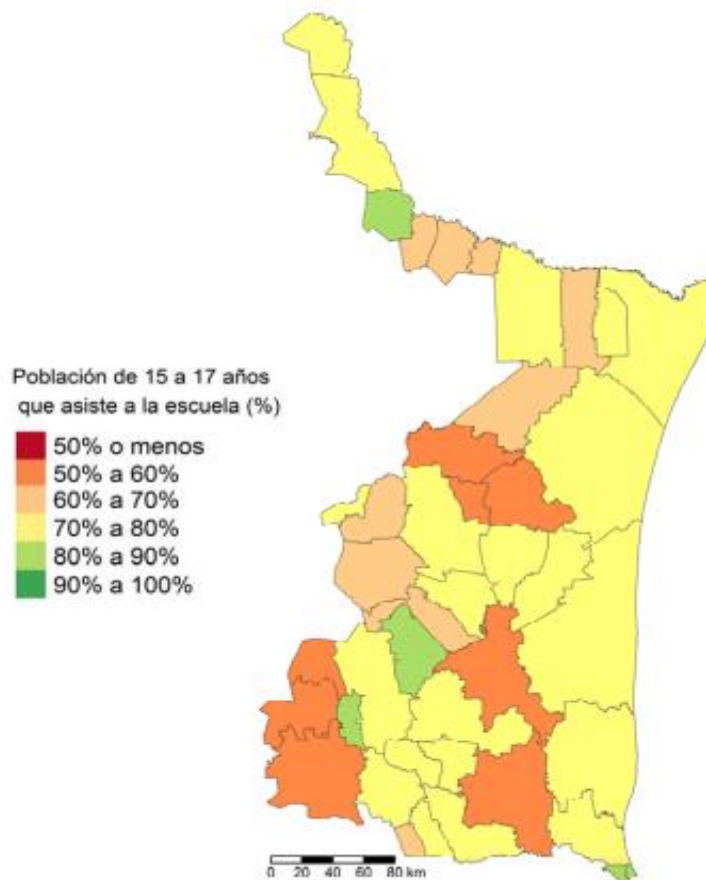 Población de 15 a 17 años
que asiste a la escuela (%)
50% o menos
50% a 60%
60% a 70%
70% a 80%
80% a 90%
90% a 100%
0 20 40 60 80 km